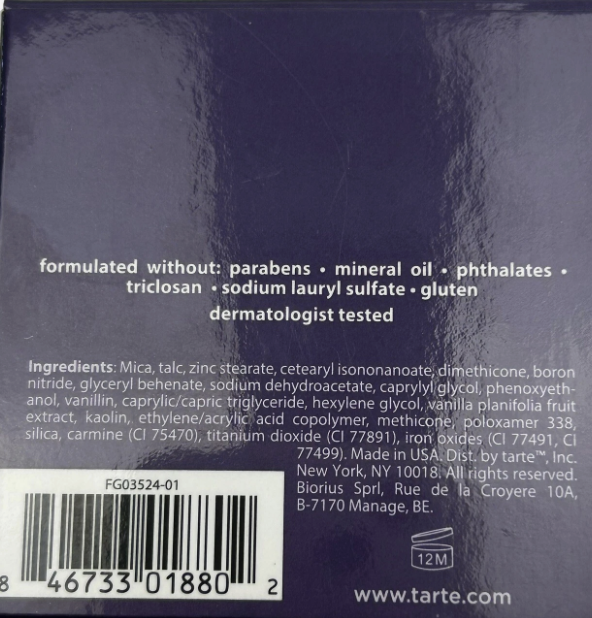 formulated without: parabens • mineral oil • phthalates •
triclosan • sodium lauryl sulfate • gluten
dermatologist tested
Ingredients: Mica, talc, zinc stearate, cetearyl isononanoate, dimethicone, boron
nitride, glyceryl behenate, sodium dehydroacetate, caprylyl glycol, phenoxyeth-
anol, vanillin, caprylic/capric triglyceride, hexylene glycol, vanilla planifolia fruit
extract, kaolin, ethylene/acrylic acid copolymer, methicone, poloxamer 338,
silica, carmine (CI 75470), titanium dioxide (CI 77891), iron oxides (CI 77491, CI
77499). Made in USA. Dist. by tarte™, Inc.
New York, NY 10018. All rights reserved.
Biorius Sprl, Rue de la Croyere 10A,
B-7170 Manage, BE.
FG03524-01
8 46733 01880 2
12M
www.tarte.com